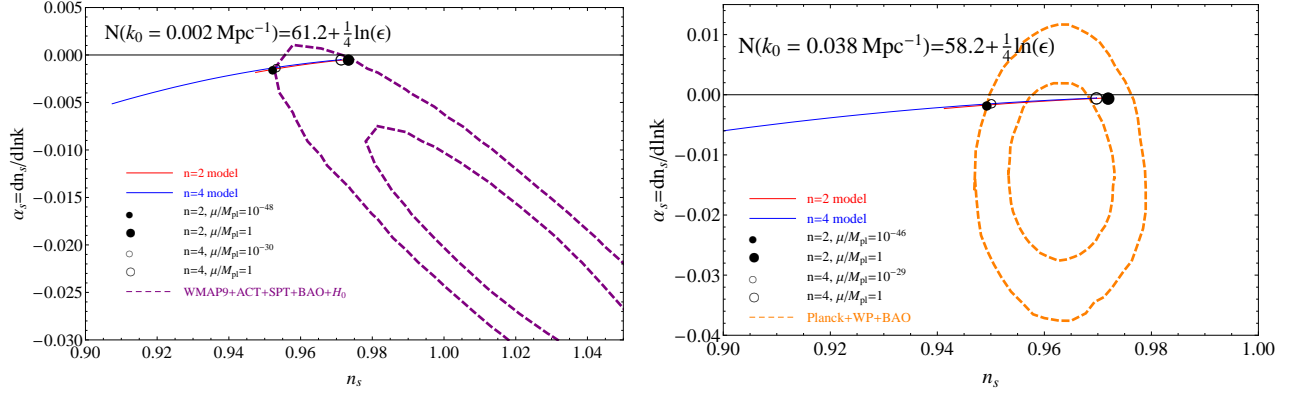 N(k₀ = 0.002 Mpc⁻¹)=61.2+¼ln(ϵ)
0.005
0.000
−0.005
−0.010
−0.015
−0.020
−0.025
−0.030
αₛ=dnₛ/dlnk
n=2 model
n=4 model
n=2, μ/Mₚₗ=10⁻⁴⁸
n=2, μ/Mₚₗ=1
n=4, μ/Mₚₗ=10⁻³⁰
n=4, μ/Mₚₗ=1
WMAP9+ACT+SPT+BAO+H₀
0.90 0.92 0.94 0.96 0.98 1.00 1.02 1.04
nₛ
N(k₀ = 0.038 Mpc⁻¹)=58.2+¼ln(ϵ)
0.01
0.00
−0.01
−0.02
−0.03
−0.04
αₛ=dnₛ/dlnk
n=2 model
n=4 model
n=2, μ/Mₚₗ=10⁻⁴⁶
n=2, μ/Mₚₗ=1
n=4, μ/Mₚₗ=10⁻²⁹
n=4, μ/Mₚₗ=1
Planck+WP+BAO
0.90 0.92 0.94 0.96 0.98 1.00
nₛ